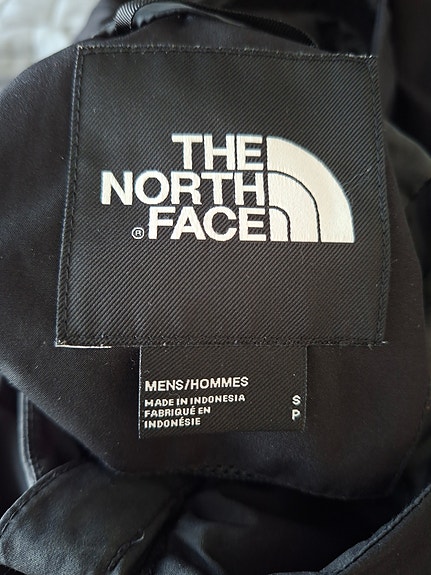 THE
NORTH
® FACE
MENS/HOMMES
MADE IN INDONESIA
FABRIQUÉ EN
INDONÉSIE
S
P